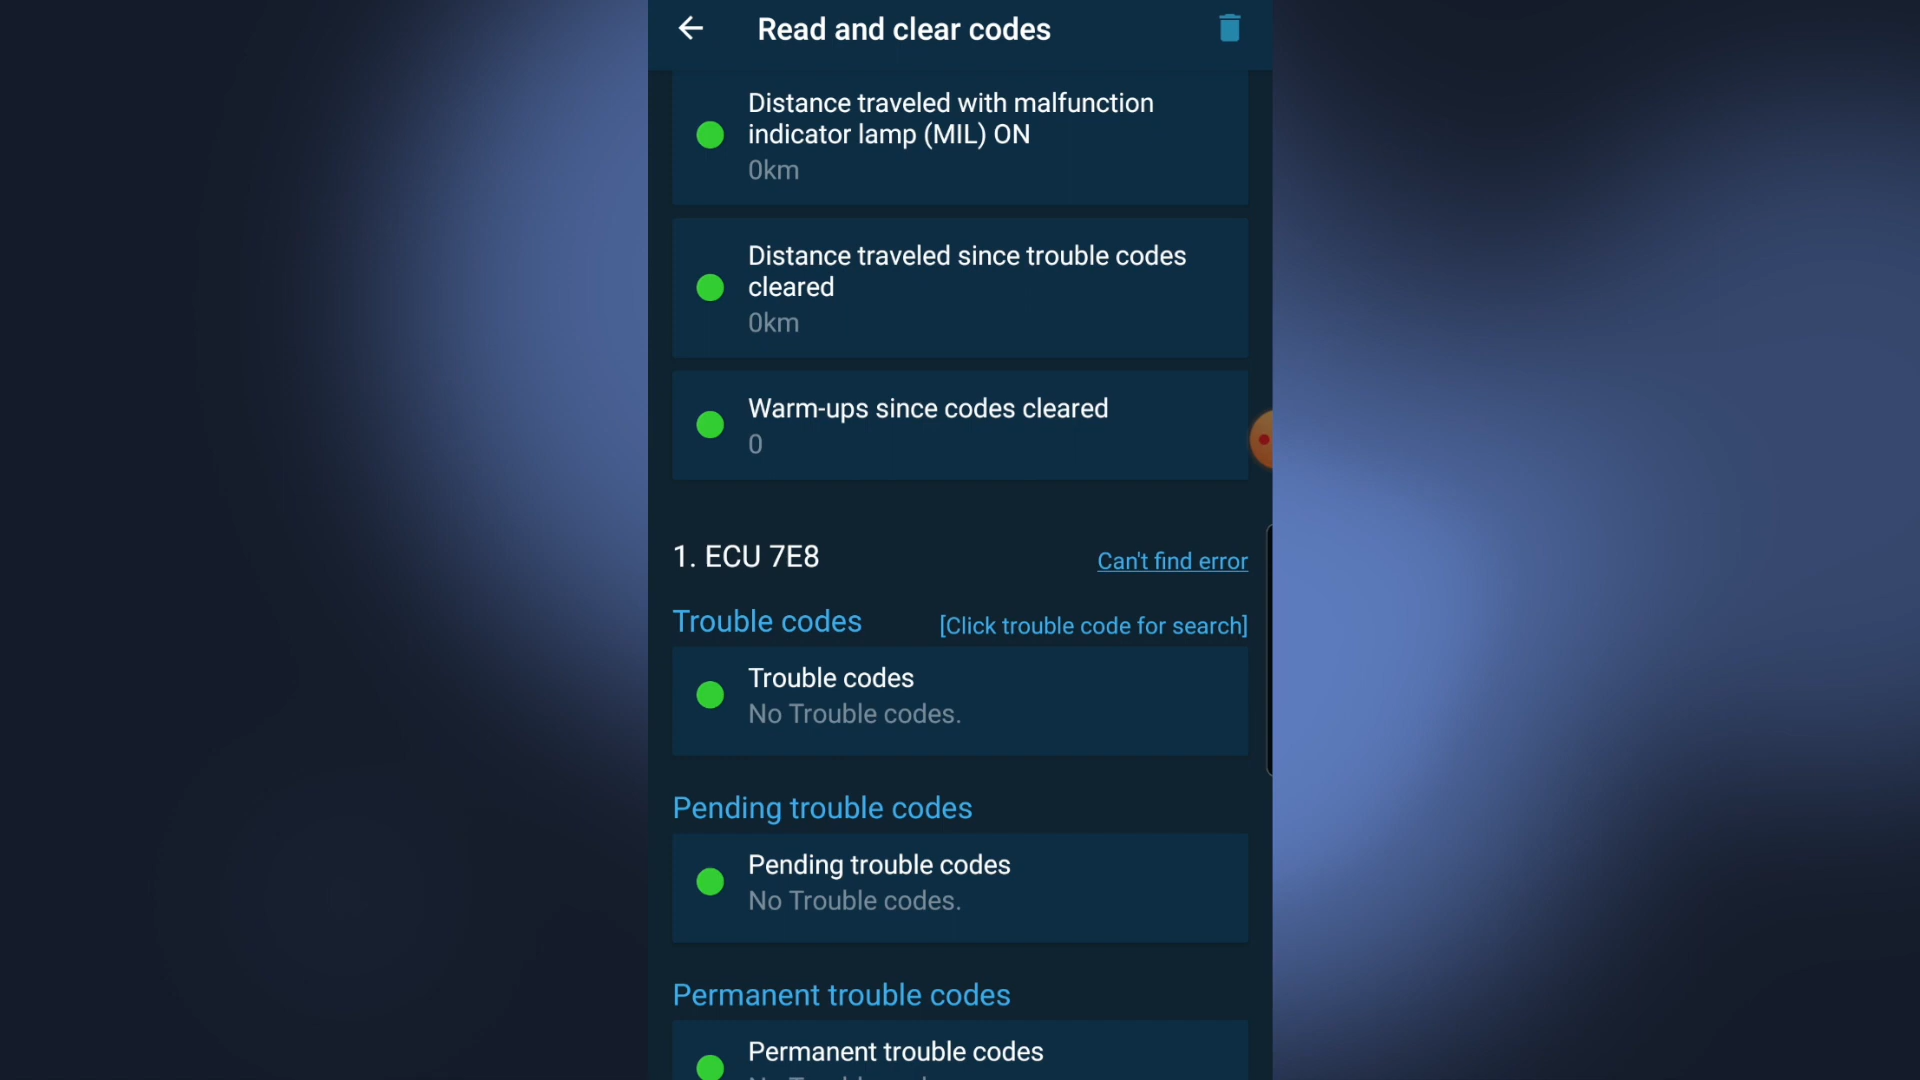 Read and clear codes
Distance traveled with malfunction
indicator lamp (MIL) ON
0km
Distance traveled since trouble codes
cleared
0km
Warm-ups since codes cleared
0
1. ECU 7E8
Can't find error
Trouble codes
[Click trouble code for search]
Trouble codes
No Trouble codes.
Pending trouble codes
Pending trouble codes
No Trouble codes.
Permanent trouble codes
Permanent trouble codes